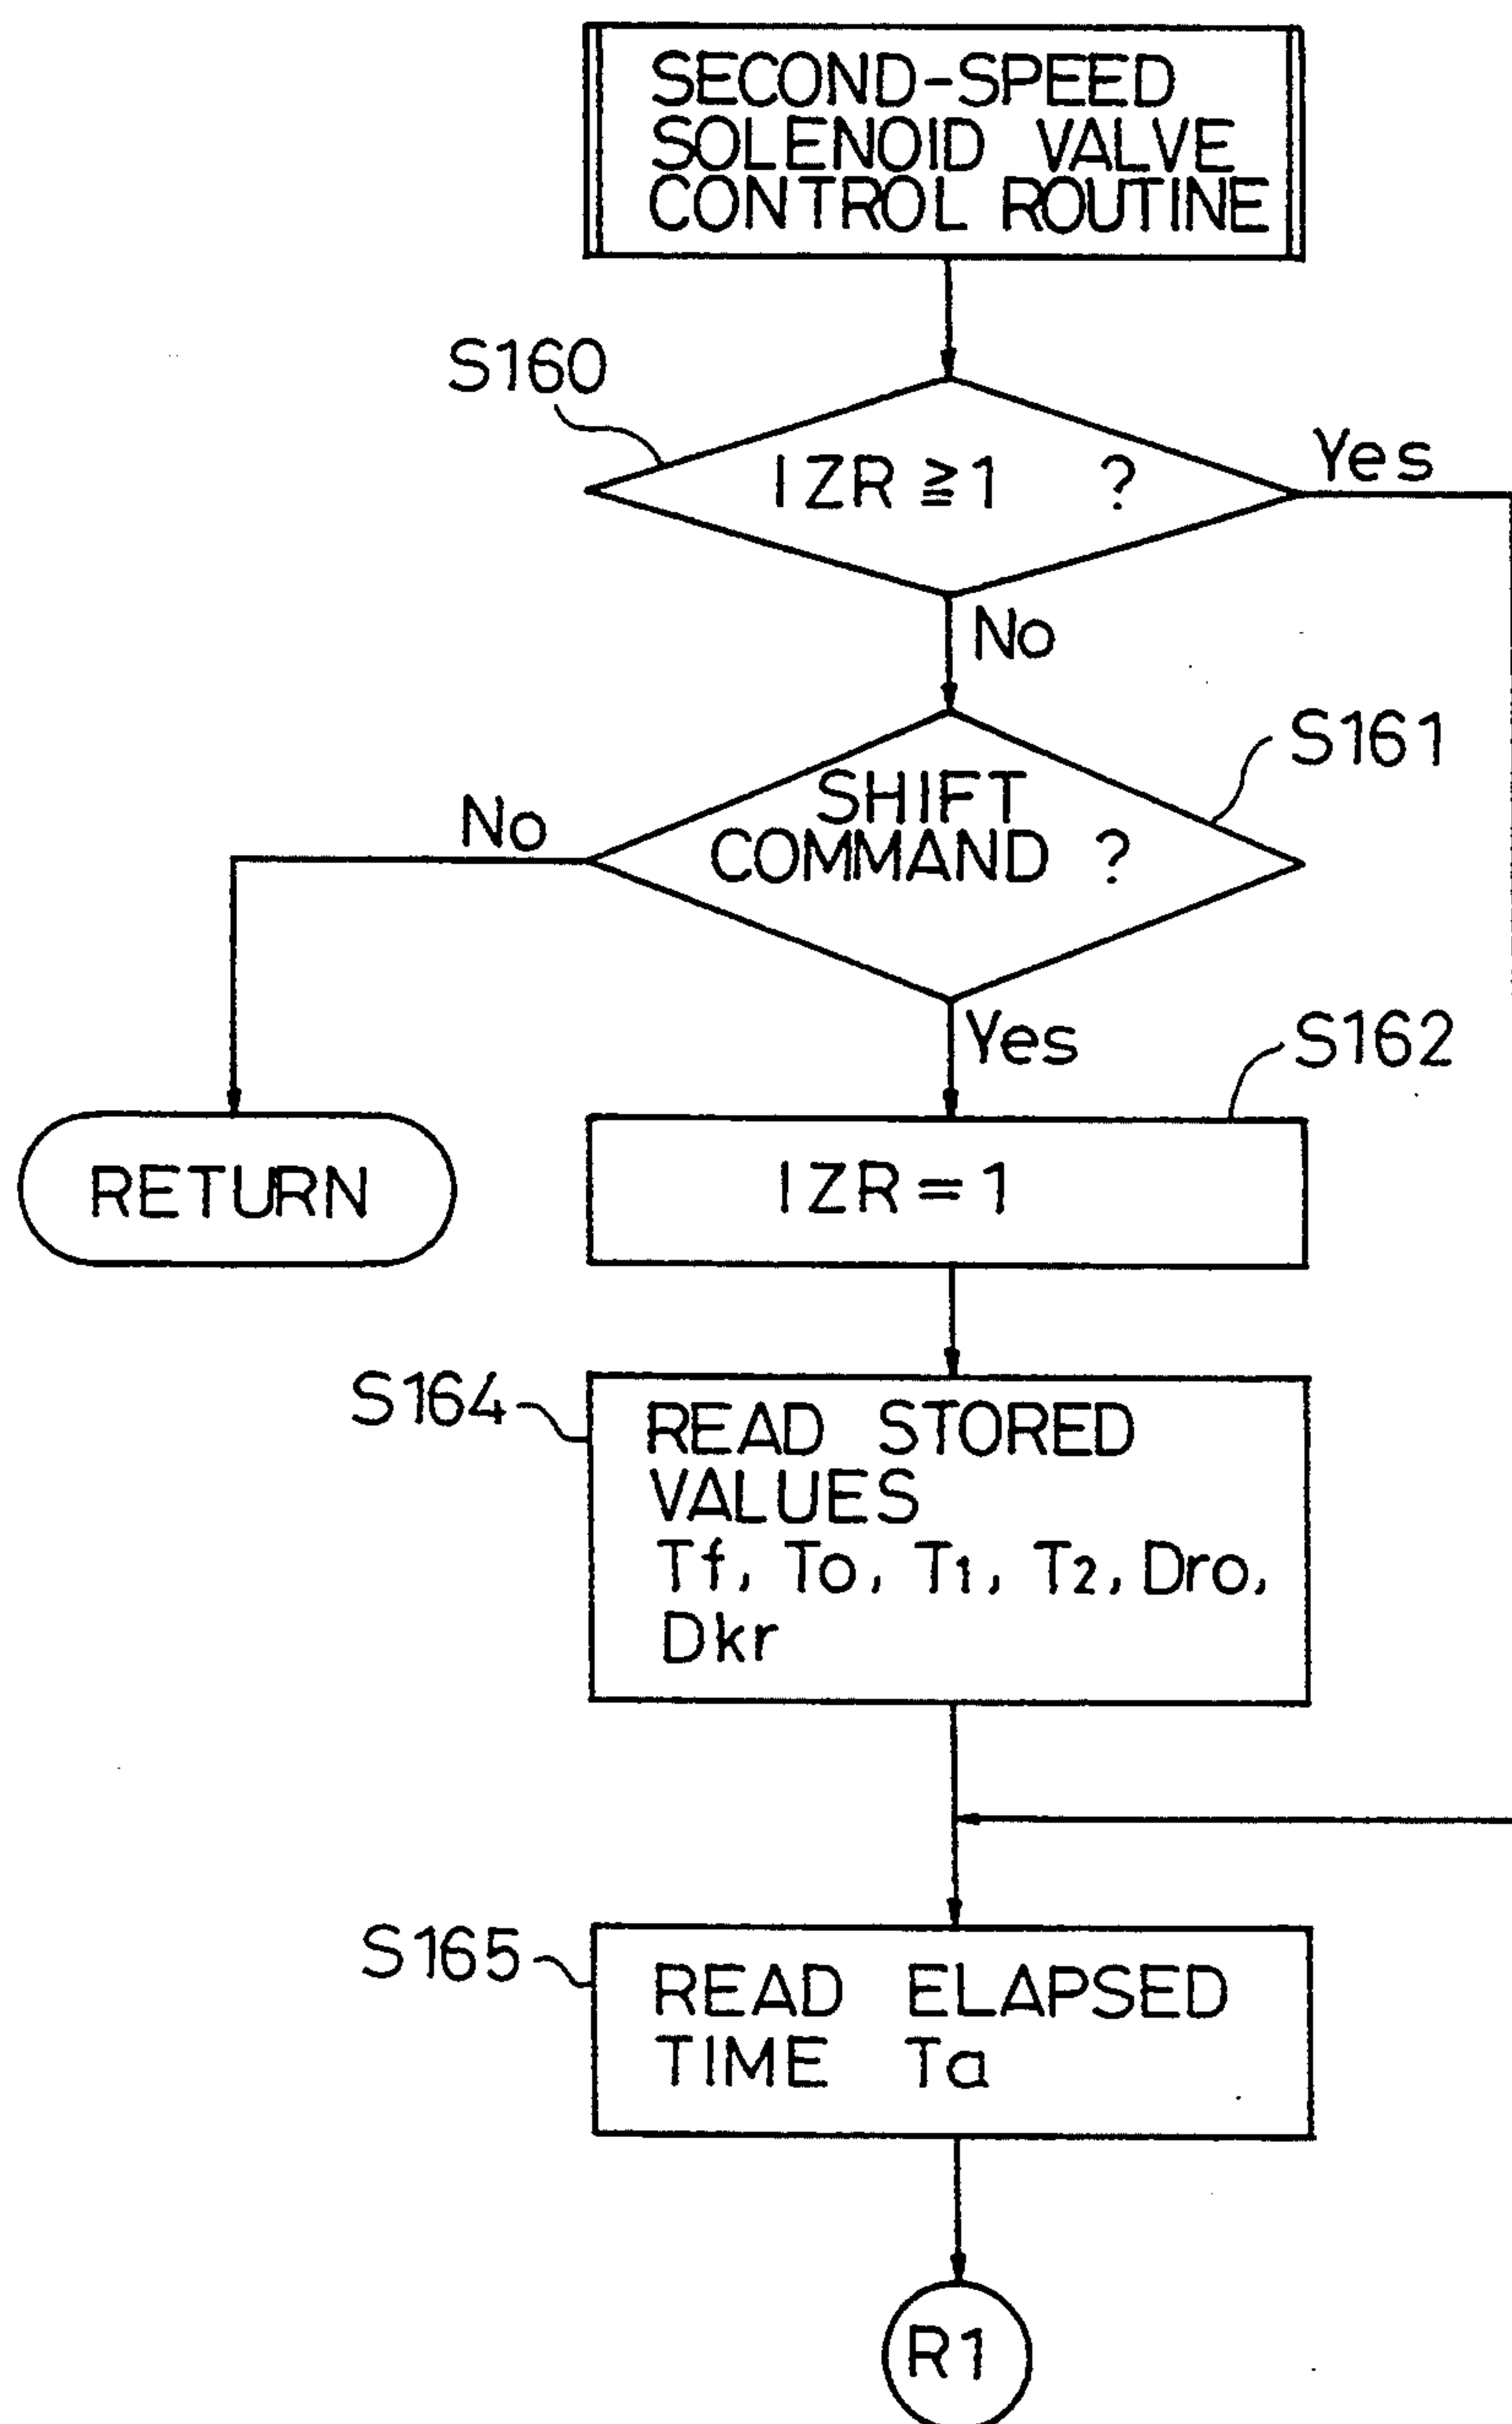 SECOND-SPEED
SOLENOID VALVE
CONTROL ROUTINE
S160
IZR ≧ 1 ?
Yes
No
S161
SHIFT
COMMAND ?
No
Yes
S162
RETURN
IZR = 1
S164
READ STORED
VALUES
Tf, To, T1, T2, Dro,
Dkr
S165
READ ELAPSED
TIME Ta
R1